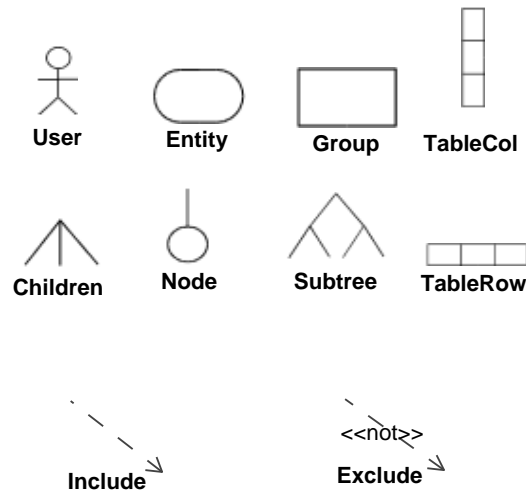 User Entity Group TableCol
Children Node Subtree TableRow
<<not>>
Include Exclude